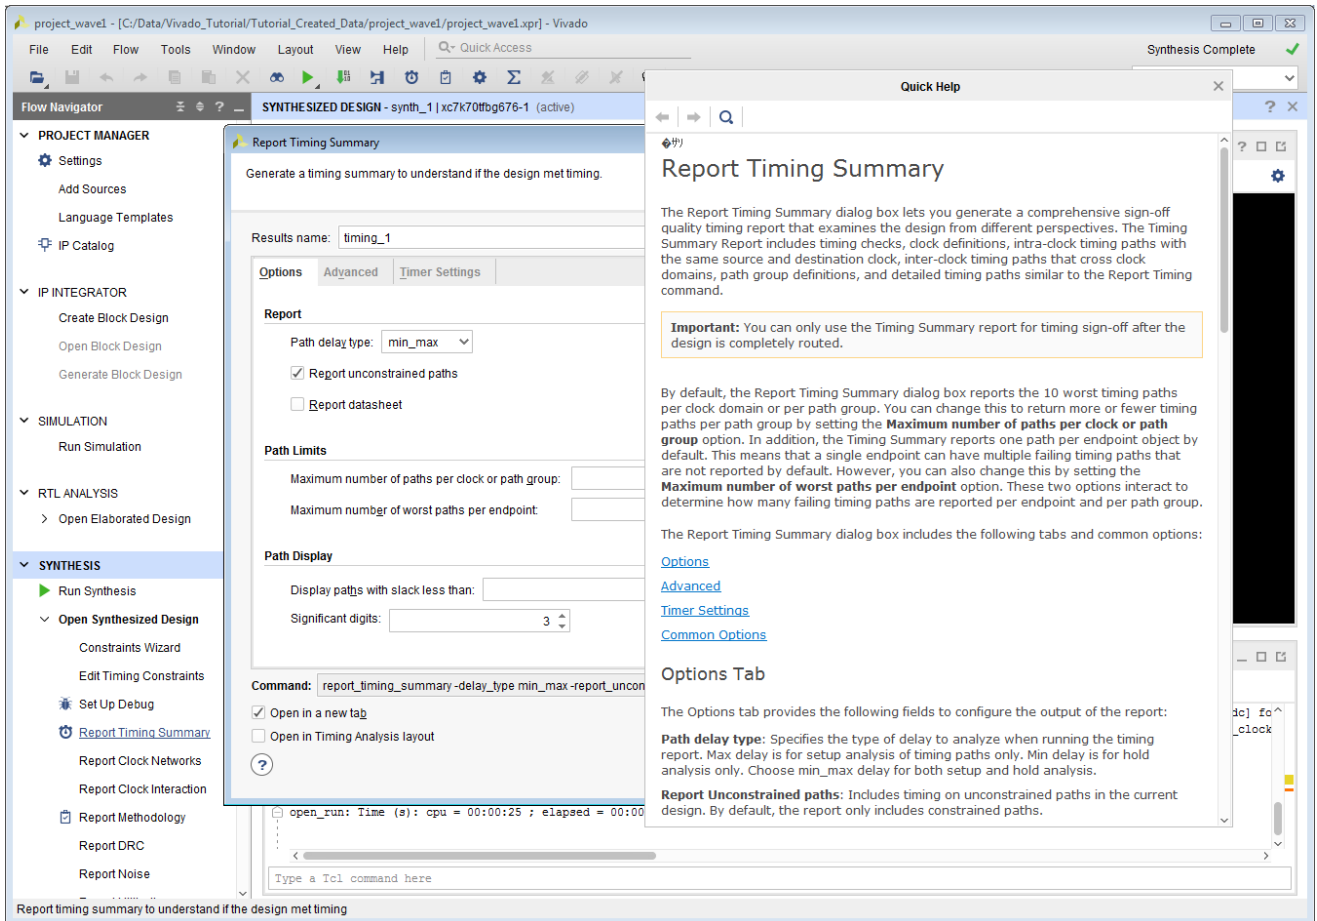 project_wave1 - [C:/Data/Vivado_Tutorial/Tutorial_Created_Data/project_wave1/project_wave1.xpr] - Vivado
File Edit Flow Tools Window Layout View Help Quick Access
Synthesis Complete
Flow Navigator
PROJECT MANAGER
Settings
Add Sources
Language Templates
IP Catalog
IP INTEGRATOR
Create Block Design
Open Block Design
Generate Block Design
SIMULATION
Run Simulation
RTL ANALYSIS
Open Elaborated Design
SYNTHESIS
Run Synthesis
Open Synthesized Design
Constraints Wizard
Edit Timing Constraints
Set Up Debug
Report Timing Summary
Report Clock Networks
Report Clock Interaction
Report Methodology
Report DRC
Report Noise
SYNTHESIZED DESIGN - synth_1 | xc7k70tfbg676-1 (active)
Report Timing Summary
Generate a timing summary to understand if the design met timing.
Results name: timing_1
Options Advanced Timer Settings
Report
Path delay type: min_max
Report unconstrained paths
Report datasheet
Path Limits
Maximum number of paths per clock or path group:
Maximum number of worst paths per endpoint:
Path Display
Display paths with slack less than:
Significant digits: 3
Command: report_timing_summary -delay_type min_max -report_uncon
Open in a new tab
Open in Timing Analysis layout
?
Quick Help
�サリ
Report Timing Summary
The Report Timing Summary dialog box lets you generate a comprehensive sign-off
quality timing report that examines the design from different perspectives. The Timing
Summary Report includes timing checks, clock definitions, intra-clock timing paths with
the same source and destination clock, inter-clock timing paths that cross clock
domains, path group definitions, and detailed timing paths similar to the Report Timing
command.
Important: You can only use the Timing Summary report for timing sign-off after the
design is completely routed.
By default, the Report Timing Summary dialog box reports the 10 worst timing paths
per clock domain or per path group. You can change this to return more or fewer timing
paths per path group by setting the Maximum number of paths per clock or path
group option. In addition, the Timing Summary reports one path per endpoint object by
default. This means that a single endpoint can have multiple failing timing paths that
are not reported by default. However, you can also change this by setting the
Maximum number of worst paths per endpoint option. These two options interact to
determine how many failing timing paths are reported per endpoint and per path group.
The Report Timing Summary dialog box includes the following tabs and common options:
Options
Advanced
Timer Settings
Common Options
Options Tab
The Options tab provides the following fields to configure the output of the report:
Path delay type: Specifies the type of delay to analyze when running the timing
report. Max delay is for setup analysis of timing paths only. Min delay is for hold
analysis only. Choose min_max delay for both setup and hold analysis.
Report Unconstrained paths: Includes timing on unconstrained paths in the current
design. By default, the report only includes constrained paths.
dc] fo
_clock
open_run: Time (s): cpu = 00:00:25 ; elapsed = 00:00
Type a Tcl command here
Report timing summary to understand if the design met timing